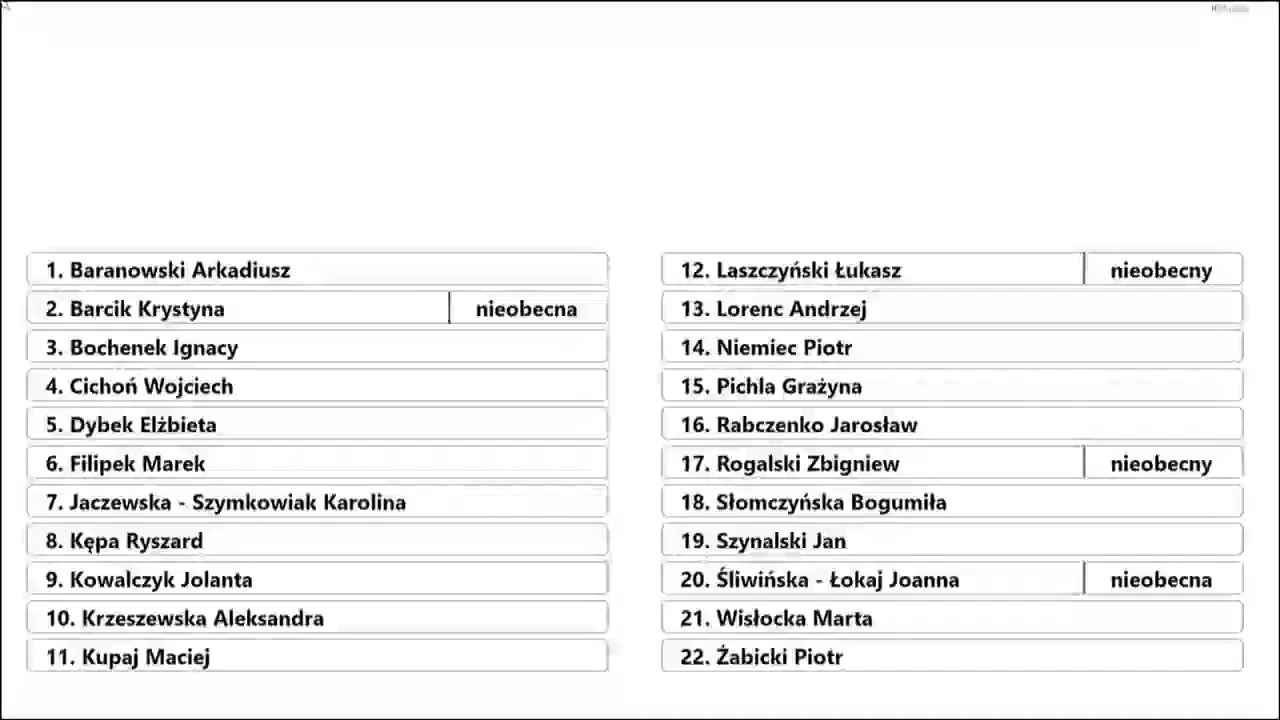 1. Baranowski Arkadiusz
2. Barcik Krystyna nieobecna
3. Bochenek Ignacy
4. Cichoń Wojciech
5. Dybek Elżbieta
6. Filipek Marek
7. Jaczewska - Szymkowiak Karolina
8. Kępa Ryszard
9. Kowalczyk Jolanta
10. Krzeszewska Aleksandra
11. Kupaj Maciej
12. Laszczyński Łukasz nieobecny
13. Lorenc Andrzej
14. Niemiec Piotr
15. Pichla Grażyna
16. Rabczenko Jarosław
17. Rogalski Zbigniew nieobecny
18. Słomczyńska Bogumiła
19. Szynalski Jan
20. Śliwińska - Łokaj Joanna nieobecna
21. Wisłocka Marta
22. Żabicki Piotr